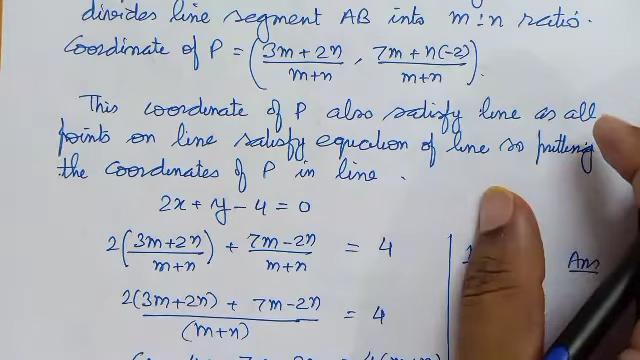 divides line segment AB into m:n ratio.
Coordinate of P = ((3m+2n)/(m+n), (7m+n(-2))/(m+n)).
This coordinate of P also satisfy line as all
points on line satisfy equation of line so putting
the coordinates of P in line.
2x + y - 4 = 0
2((3m+2n)/(m+n)) + (7m-2n)/(m+n) = 4
Ans
(2(3m+2n) + 7m-2n)/(m+n) = 4